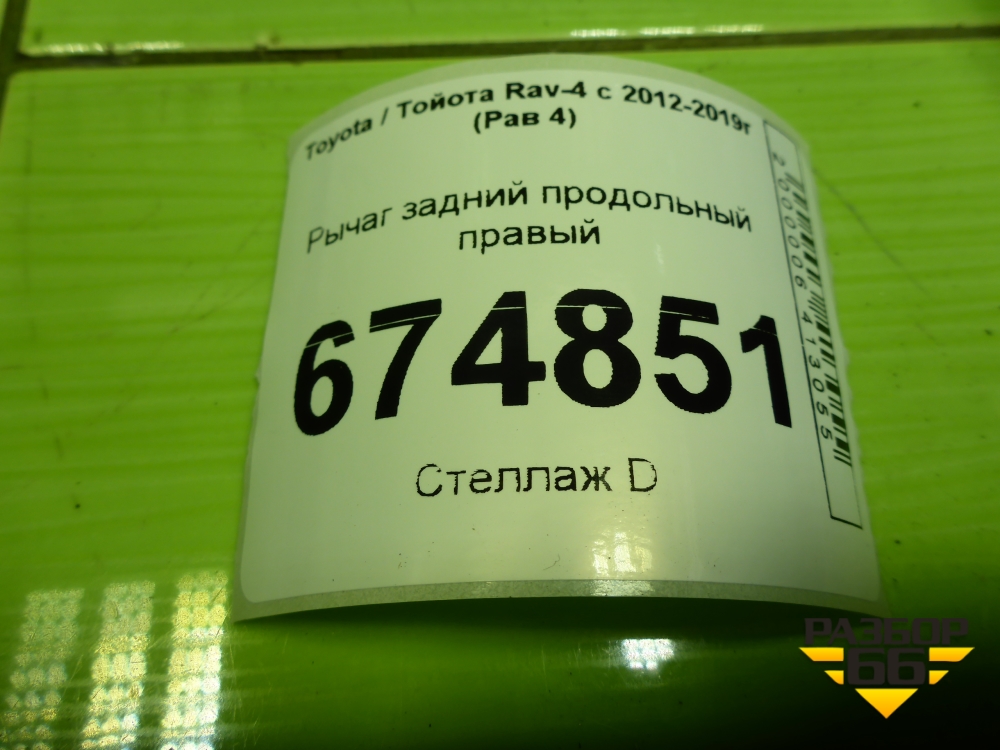 Toyota / Тойота Rav-4 с 2012-2019г
(Рав 4)
Рычаг задний продольный
правый
674851
Стеллаж D
2000006413055
РАЗБОР
66